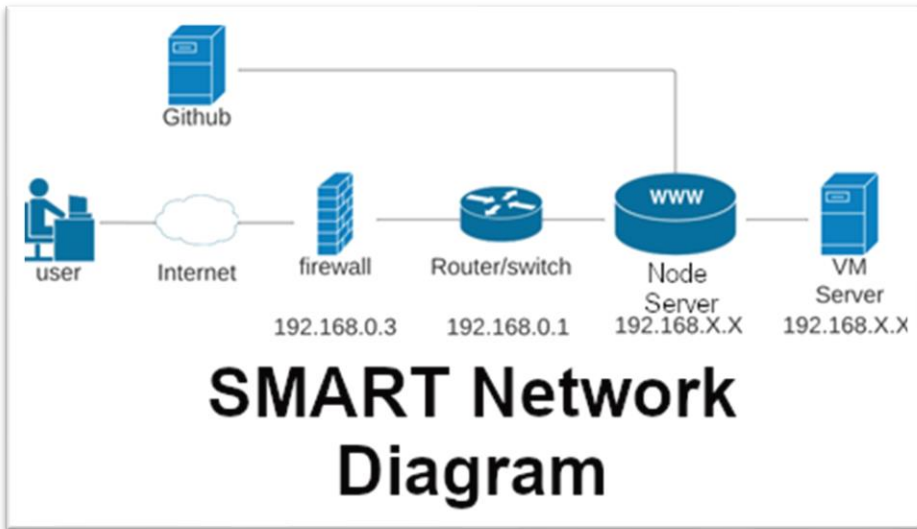 Github
WWW
user
Internet
firewall
Router/switch
Node
Server
VM
Server
192.168.0.3
192.168.0.1
192.168.X.X
192.168.X.X
SMART Network
Diagram